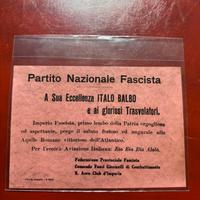 Partito Nazionale Fascista
A Sua Eccellenza ITALO BALBO
e ai gloriosi Trasvolatori.
Imperia Fascista, primo lembo della Patria orgogliosa
ed aspettante, porge il saluto festoso ed augurale alle
Aquile Romane vittoriose dell'Atlantico.
Per l'eroica Aviazione Italiana: Eia Eia Eia Alalà.
Federazione Provinciale Fascista
Comando Fasci Giovanili di Combattimento
R. Aero Club d'Imperia